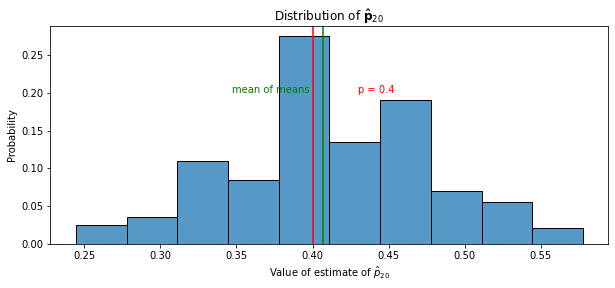 Distribution of p̂₂₀
Probability
0.25
0.20
0.15
0.10
0.05
0.00
mean of means
p = 0.4
0.25 0.30 0.35 0.40 0.45 0.50 0.55
Value of estimate of p̂₂₀